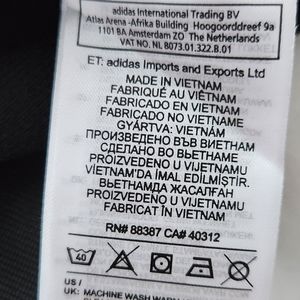 adidas International Trading BV
Atlas Arena -Afrika Building Hoogoorddreef 9a
1101 BA Amsterdam ZO The Netherlands
VAT NO. NL 8073.01.322.B.01
ET: adidas Imports and Exports Ltd
MADE IN VIETNAM
FABRIQUÉ AU VIÊTNAM
FABRICADO EN VIETNAM
FABRICADO NO VIETNAME
GYÁRTVA: VIETNÁM
ПРОИЗВЕДЕНО ВЪВ ВИЕТНАМ
СДЕЛАНО ВО ВЬЕТНАМЕ
PROIZVEDENO U VIJETNAMU
VİETNAM'DA İMAL EDİLMİŞTİR.
ВЬЕТНАМДА ЖАСАЛҒАН
PROIZVEDENO U VIJETNAMU
FABRICAT ÎN VIETNAM
RN# 88387 CA# 40312
40
US /
UK: MACHINE WASH WARM